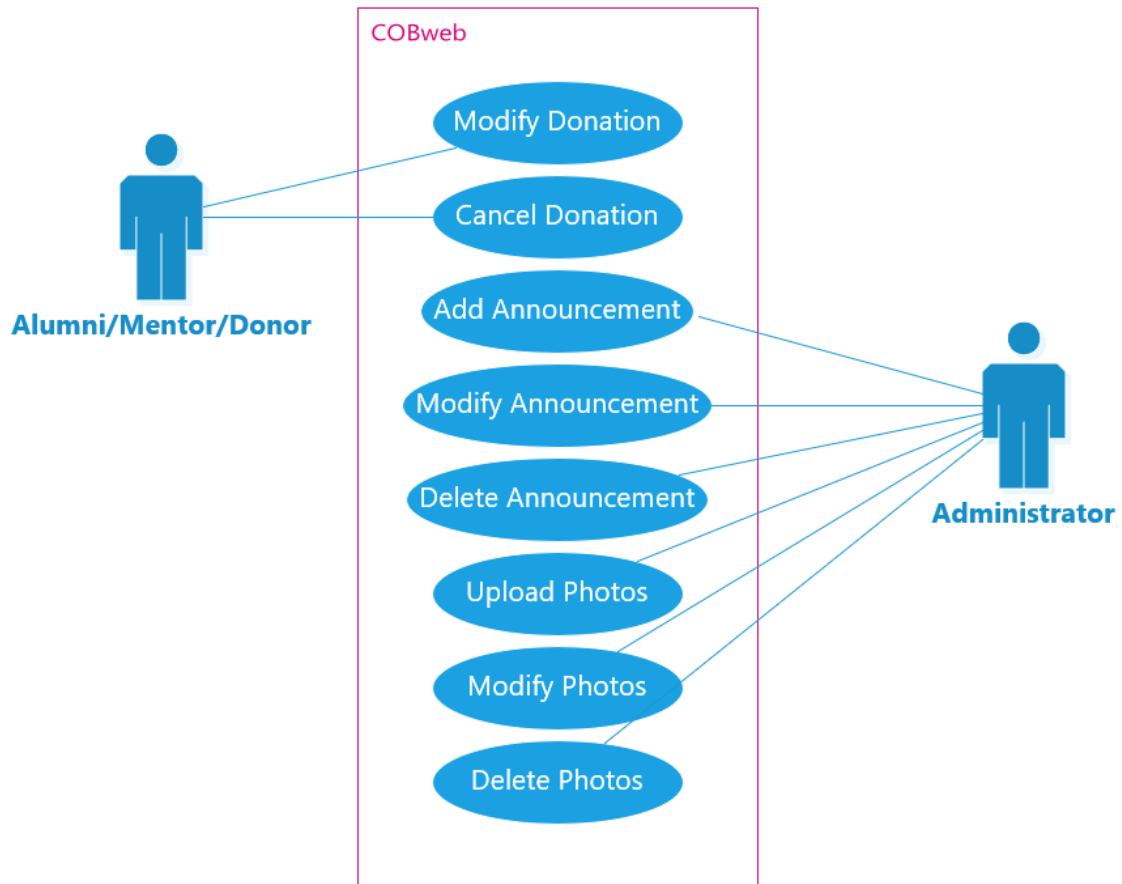 COBweb
Modify Donation
Cancel Donation
Alumni/Mentor/Donor
Add Announcement
Modify Announcement
Delete Announcement
Administrator
Upload Photos
Modify Photos
Delete Photos